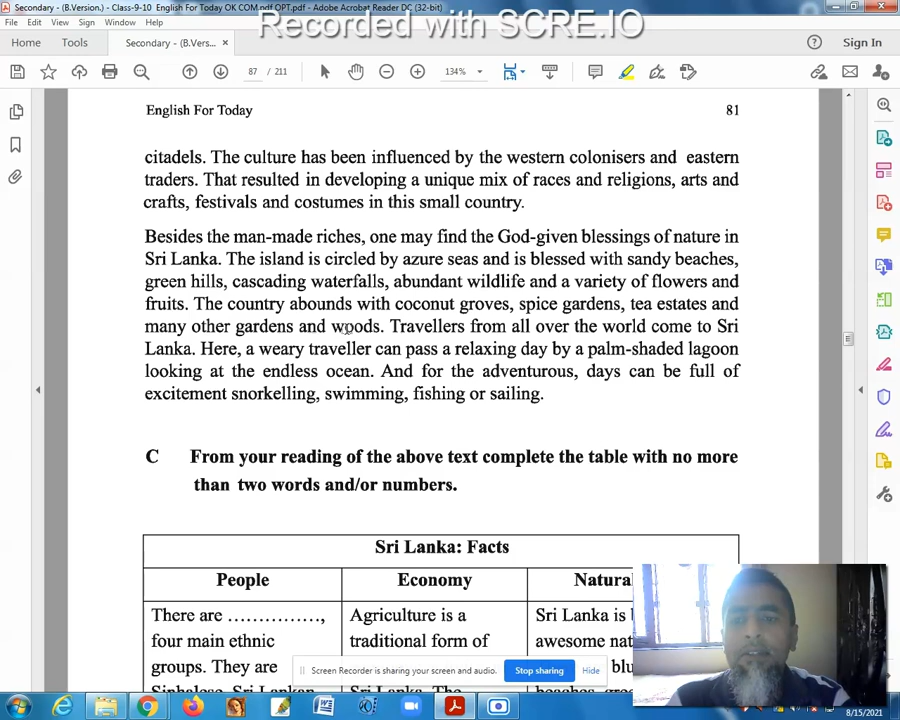 Secondary - (B.Version.) - Class-9-10 English For Today OK COM.pdf OPT.pdf - Adobe Acrobat Reader DC (32-bit)
Recorded with SCRE.IO
File Edit View Sign Window Help
Home Tools Secondary - (B.Vers... × Sign In
87 / 211 134%
English For Today 81
citadels. The culture has been influenced by the western colonisers and eastern
traders. That resulted in developing a unique mix of races and religions, arts and
crafts, festivals and costumes in this small country.
Besides the man-made riches, one may find the God-given blessings of nature in
Sri Lanka. The island is circled by azure seas and is blessed with sandy beaches,
green hills, cascading waterfalls, abundant wildlife and a variety of flowers and
fruits. The country abounds with coconut groves, spice gardens, tea estates and
many other gardens and woods. Travellers from all over the world come to Sri
Lanka. Here, a weary traveller can pass a relaxing day by a palm-shaded lagoon
looking at the endless ocean. And for the adventurous, days can be full of
excitement snorkelling, swimming, fishing or sailing.
C From your reading of the above text complete the table with no more
than two words and/or numbers.
Sri Lanka: Facts
People Economy Natural
There are ……………, Agriculture is a Sri Lanka is
four main ethnic traditional form of awesome
groups. They are
Screen Recorder is sharing your screen and audio. Stop sharing Hide
Sinhalese, Sri Lankan Sri Lanka. The
8/15/2021